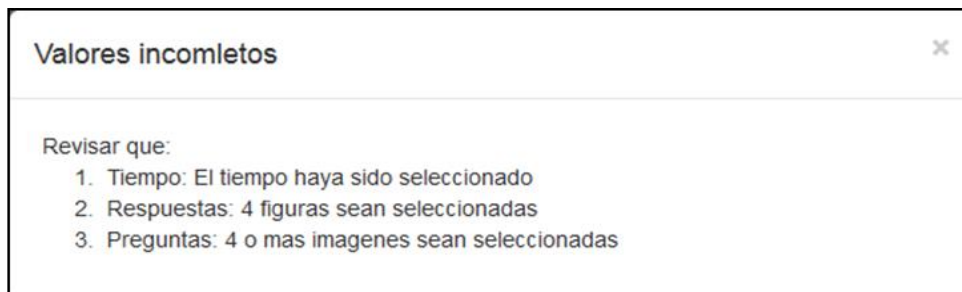 Valores incomletos
Revisar que:
1. Tiempo: El tiempo haya sido seleccionado
2. Respuestas: 4 figuras sean seleccionadas
3. Preguntas: 4 o mas imagenes sean seleccionadas